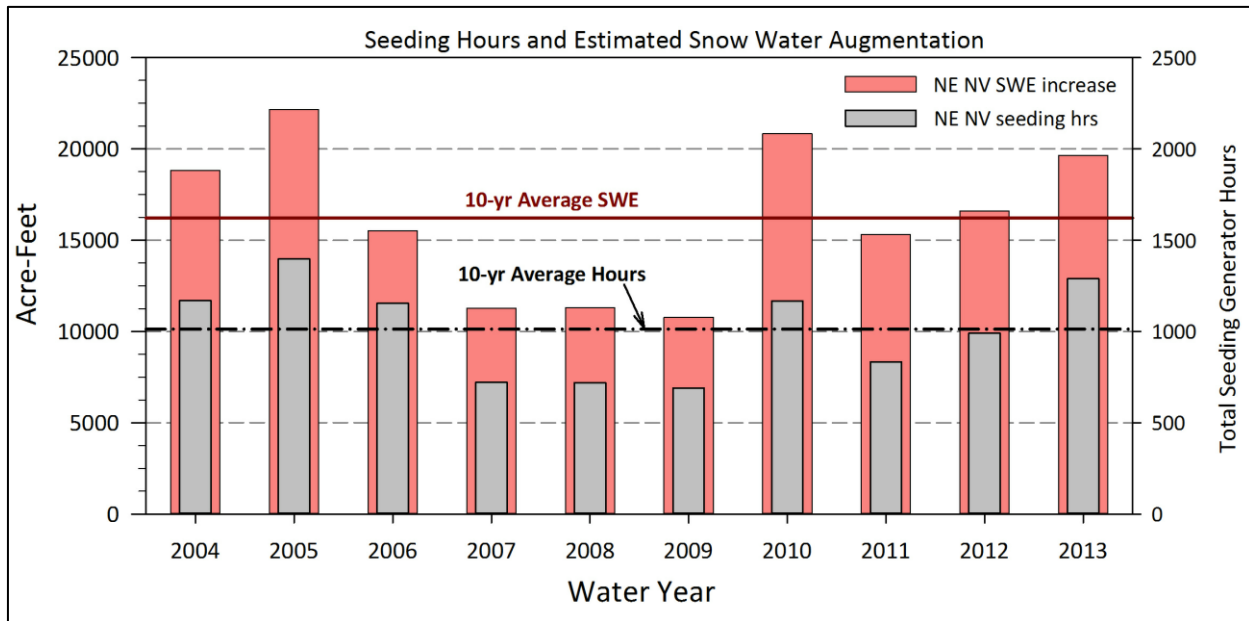 Seeding Hours and Estimated Snow Water Augmentation
25000
20000
15000
10000
5000
0
Acre-Feet
NE NV SWE increase
NE NV seeding hrs
10-yr Average SWE
10-yr Average Hours
2500
2000
1500
1000
500
0
Total Seeding Generator Hours
2004 2005 2006 2007 2008 2009 2010 2011 2012 2013
Water Year